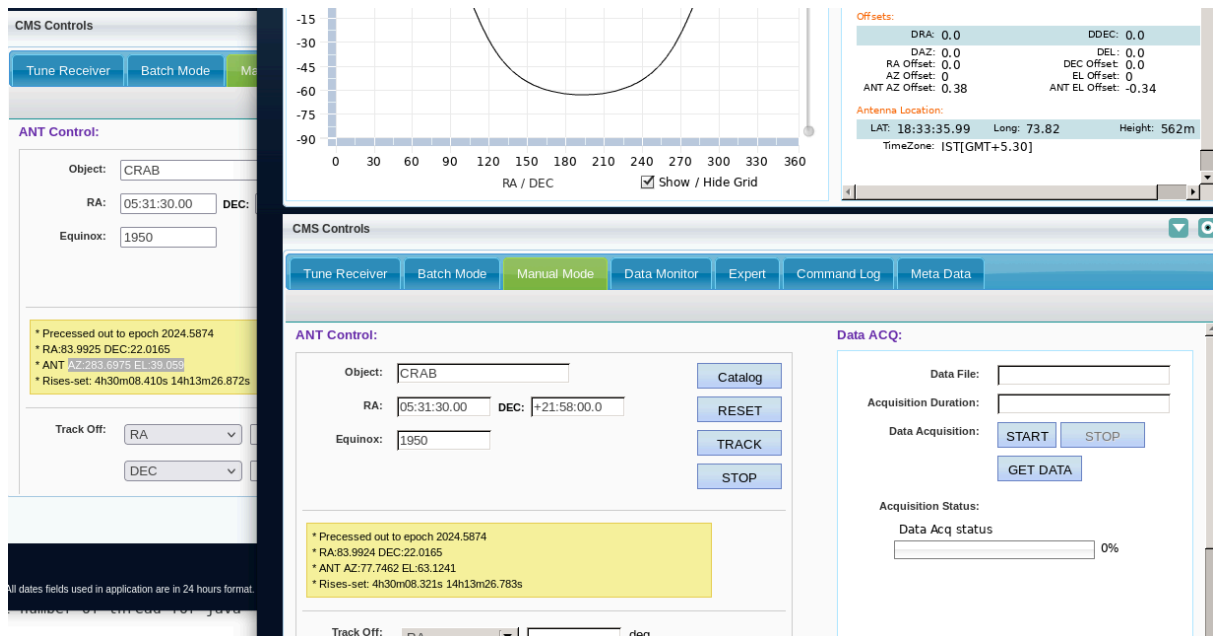 CMS Controls
Tune Receiver Batch Mode Ma
ANT Control:
Object: CRAB
RA: 05:31:30.00 DEC:
Equinox: 1950
* Precessed out to epoch 2024.5874
* RA:83.9925 DEC:22.0165
* ANT AZ:283.6975 EL:39.059
* Rises-set: 4h30m08.410s 14h13m26.872s
Track Off: RA
DEC
All dates fields used in application are in 24 hours format.
number of thread for java
-15
-30
-45
-60
-75
-90
0 30 60 90 120 150 180 210 240 270 300 330 360
RA / DEC
Show / Hide Grid
Offsets:
DRA: 0.0 DDEC: 0.0
DAZ: 0.0 DEL: 0.0
RA Offset: 0.0 DEC Offset: 0.0
AZ Offset: 0 EL Offset: 0
ANT AZ Offset: 0.38 ANT EL Offset: -0.34
Antenna Location:
LAT: 18:33:35.99 Long: 73.82 Height: 562m
TimeZone: IST[GMT+5.30]
CMS Controls
Tune Receiver Batch Mode Manual Mode Data Monitor Expert Command Log Meta Data
ANT Control:
Object: CRAB Catalog
RA: 05:31:30.00 DEC: +21:58:00.0 RESET
Equinox: 1950 TRACK
STOP
* Precessed out to epoch 2024.5874
* RA:83.9924 DEC:22.0165
* ANT AZ:77.7462 EL:63.1241
* Rises-set: 4h30m08.321s 14h13m26.783s
Track Off: RA deg
Data ACQ:
Data File:
Acquisition Duration:
Data Acquisition: START STOP
GET DATA
Acquisition Status:
Data Acq status
0%